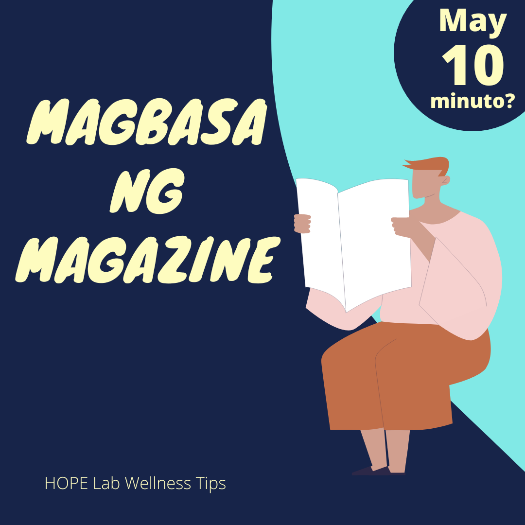 May
10
minuto?
MAGBASA
NG
MAGAZINE
HOPE Lab Wellness Tips